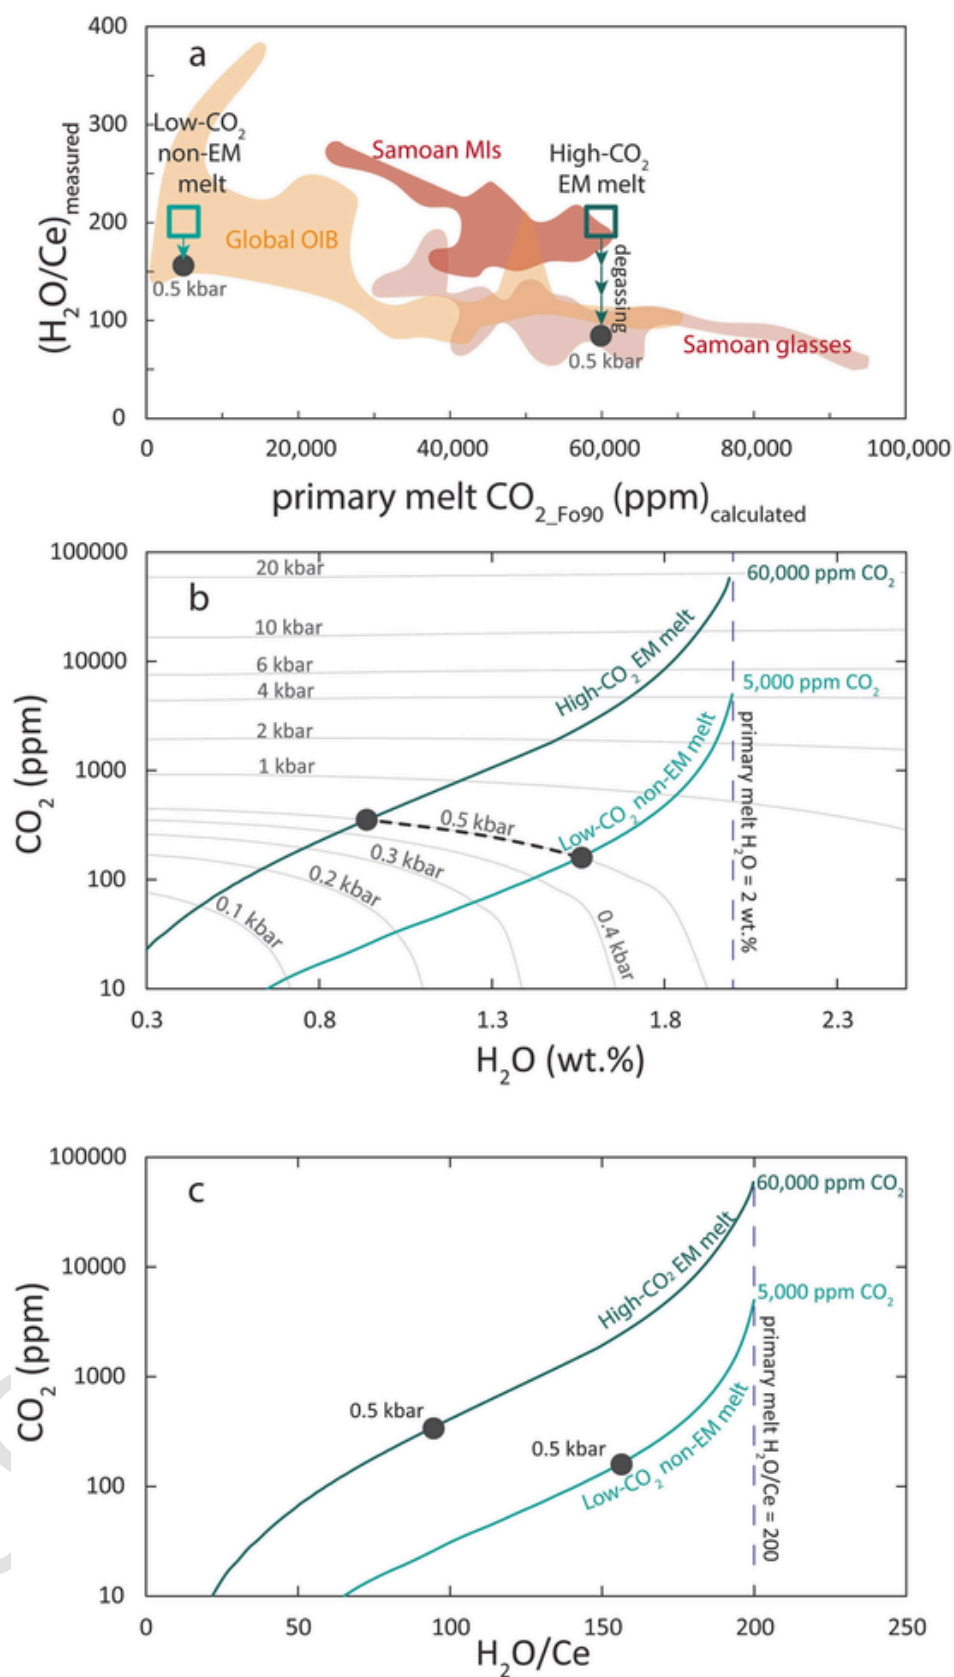 400
a
300
Low-CO₂
non-EM
melt
Samoan MIs
High-CO₂
EM melt
200
Global OIB
degassing
0.5 kbar
100
Samoan glasses
0.5 kbar
0
(H₂O/Ce)measured
0 20,000 40,000 60,000 80,000 100,000
primary melt CO₂_Fo90 (ppm)calculated
100000
20 kbar
60,000 ppm CO₂
b
10 kbar
High-CO₂ EM melt
10000
6 kbar
5,000 ppm CO₂
4 kbar
2 kbar
1000
1 kbar
Low-CO₂ non-EM melt
primary melt H₂O = 2 wt.%
0.5 kbar
0.3 kbar
100
0.2 kbar
0.1 kbar
0.4 kbar
10
CO₂ (ppm)
0.3 0.8 1.3 1.8 2.3
H₂O (wt.%)
100000
c
60,000 ppm CO₂
High-CO₂ EM melt
10000
5,000 ppm CO₂
1000
0.5 kbar
0.5 kbar
Low-CO₂ non-EM melt
primary melt H₂O/Ce = 200
100
10
CO₂ (ppm)
0 50 100 150 200 250
H₂O/Ce